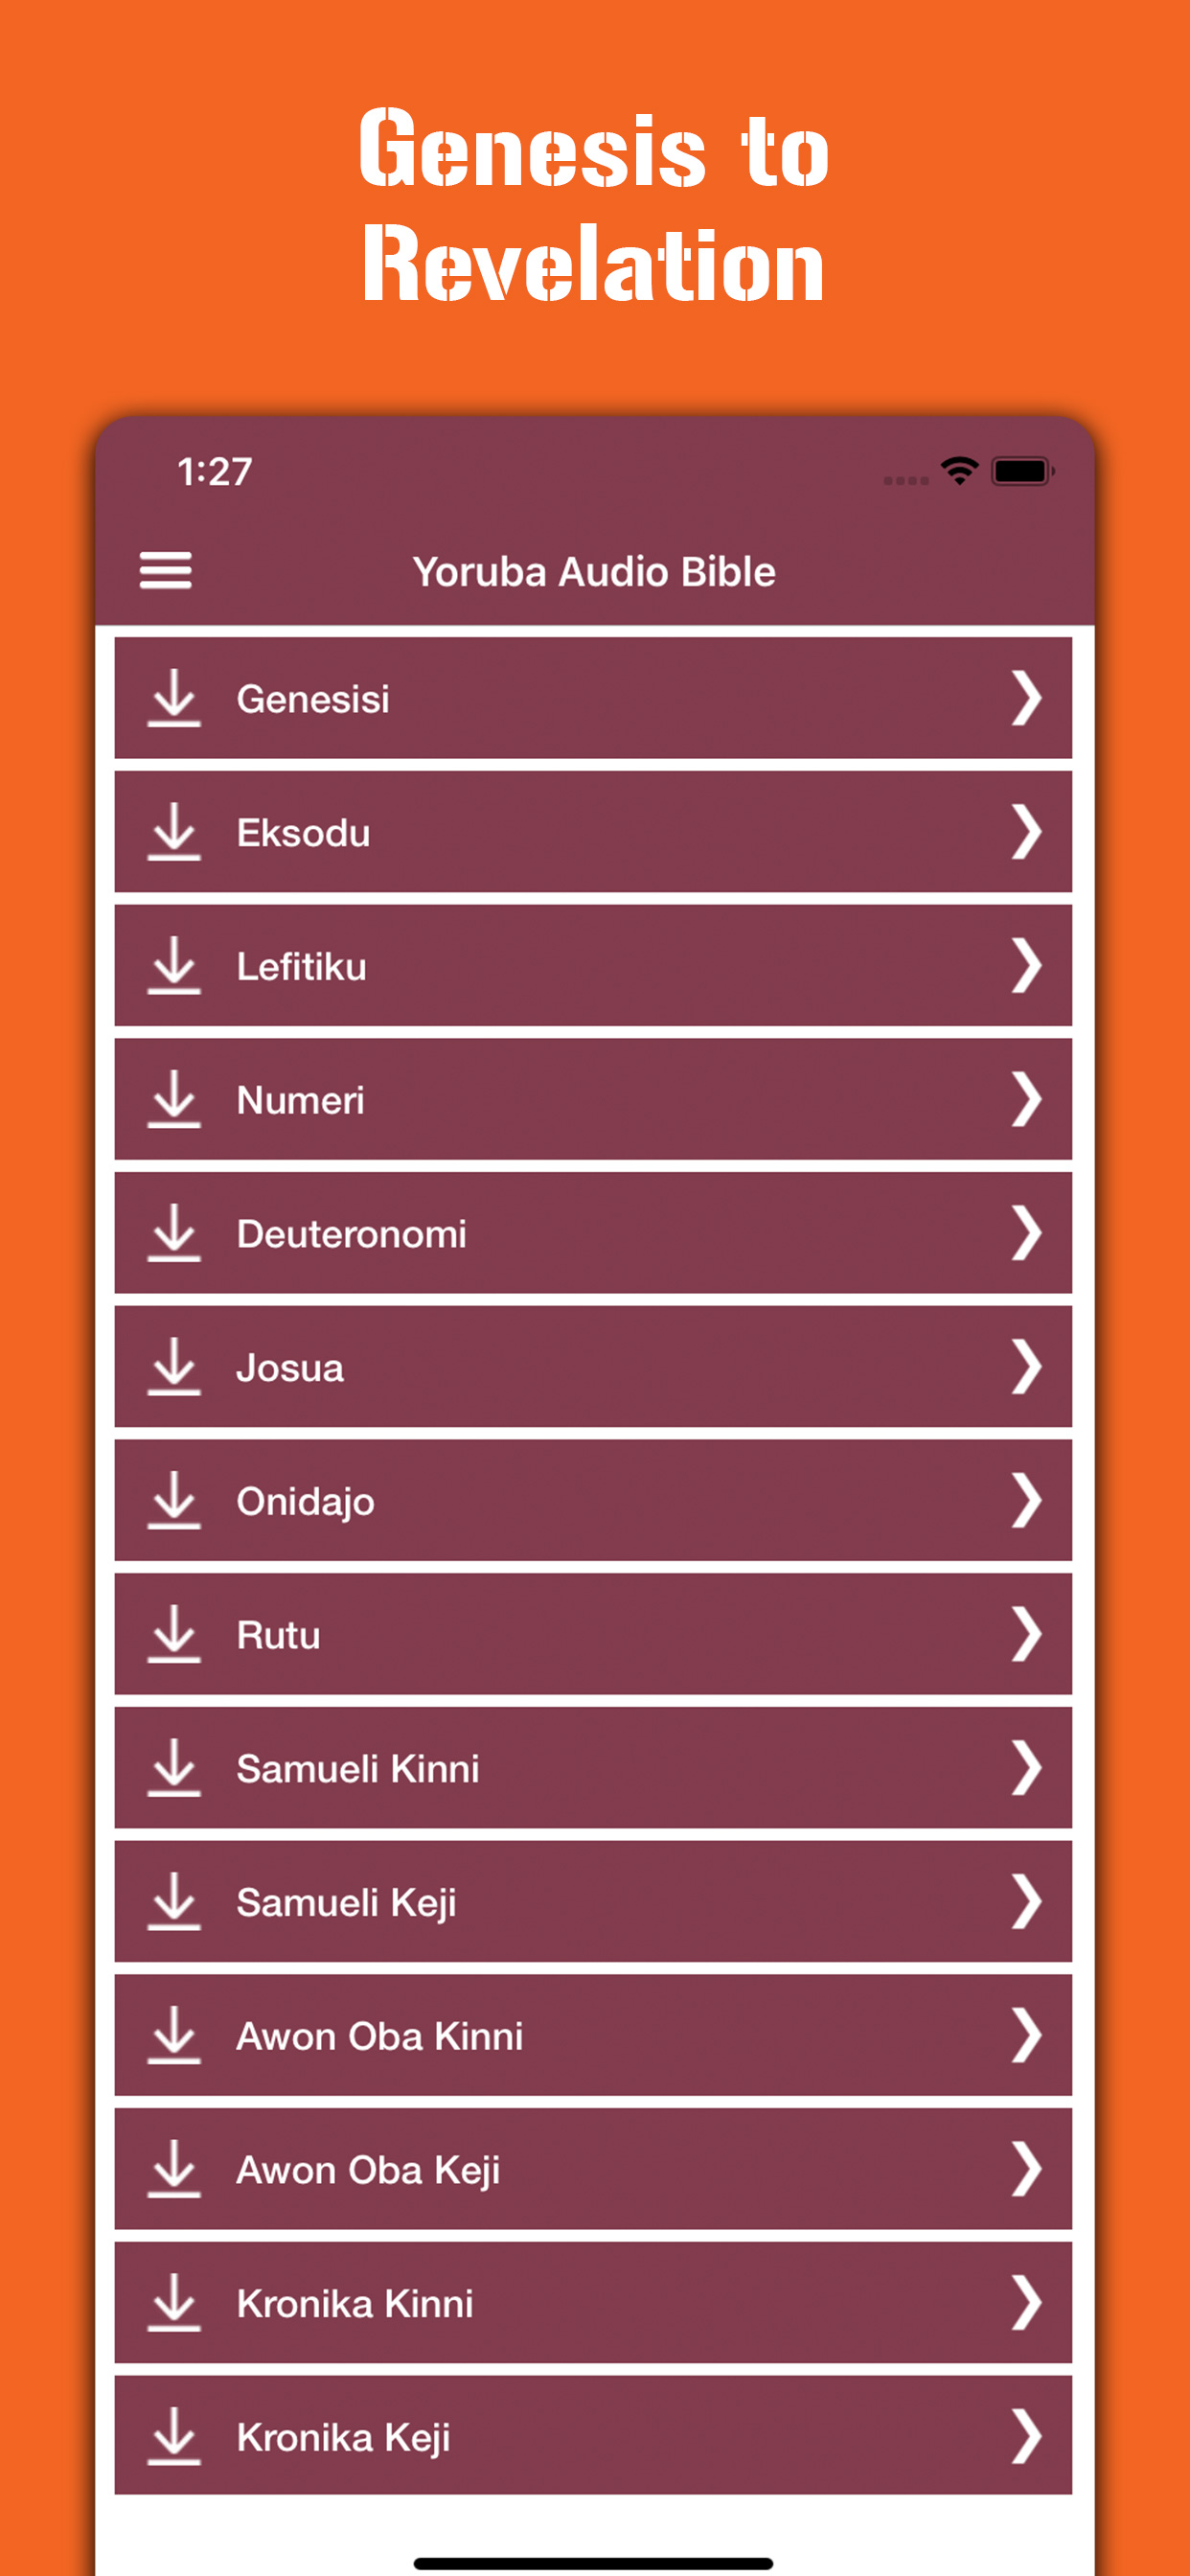 Genesis to
Revelation
1:27
Yoruba Audio Bible
Genesisi
Eksodu
Lefitiku
Numeri
Deuteronomi
Josua
Onidajo
Rutu
Samueli Kinni
Samueli Keji
Awon Oba Kinni
Awon Oba Keji
Kronika Kinni
Kronika Keji